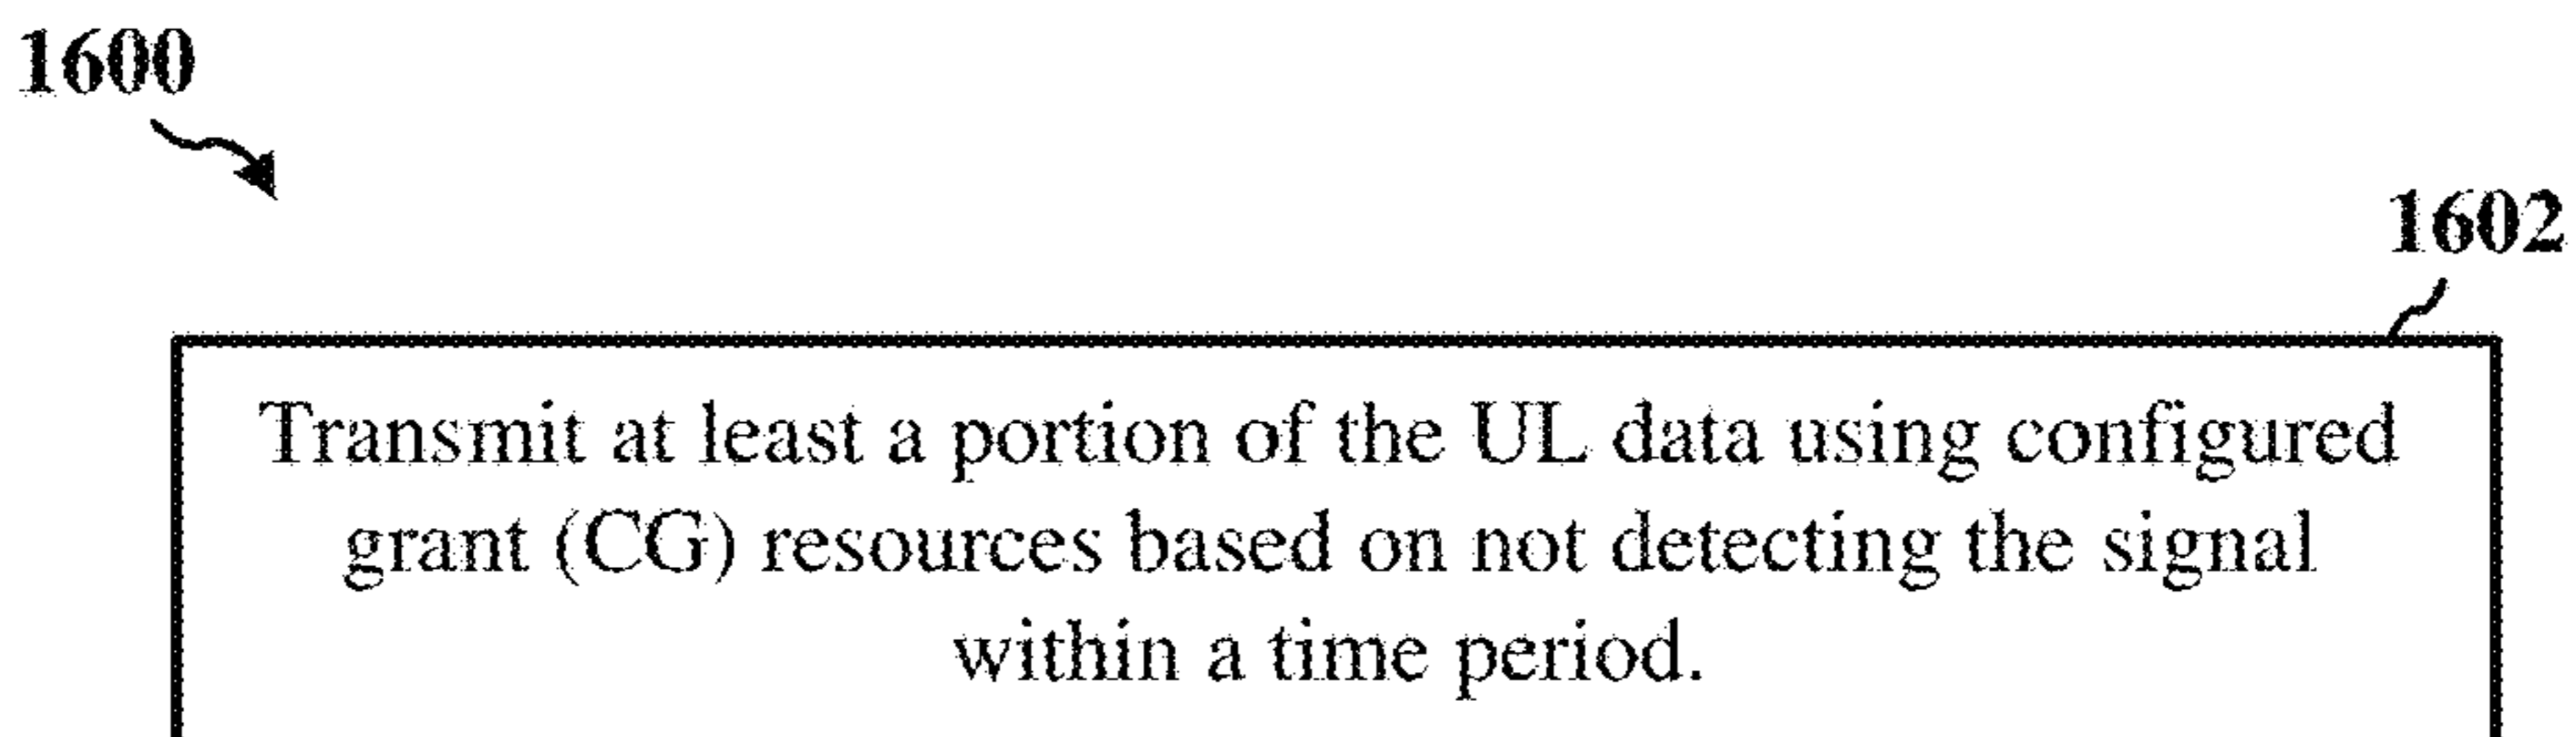 1600
1602
Transmit at least a portion of the UL data using configured
grant (CG) resources based on not detecting the signal
within a time period.